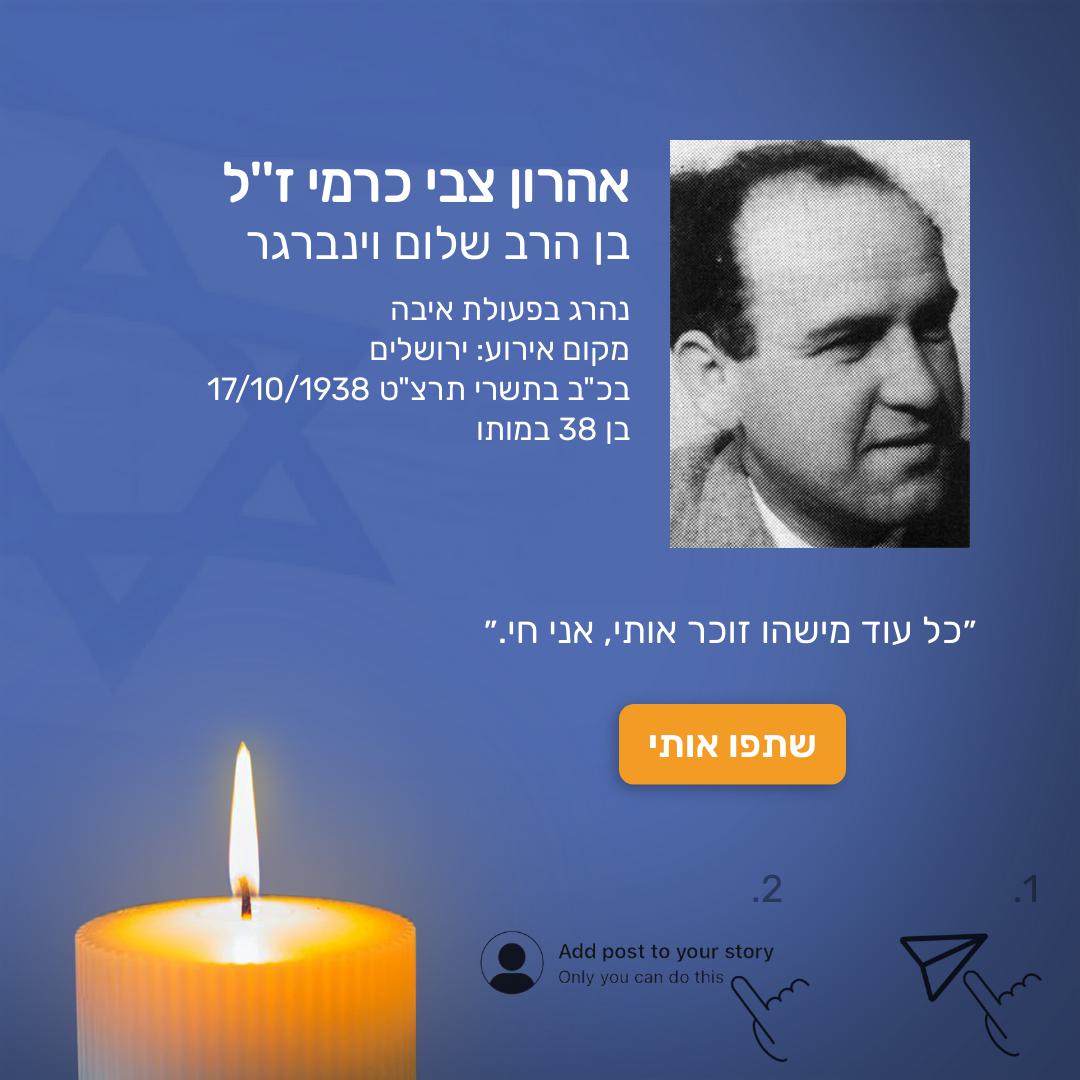 אהרון צבי כרמי ז"ל
בן הרב שלום וינברגר
נהרג בפעולת איבה
מקום אירוע: ירושלים
בכ"ב בתשרי תרצ"ט 17/10/1938
בן 38 במותו
"כל עוד מישהו זוכר אותי, אני חי."
שתפו אותי
1.
2.
Add post to your story
Only you can do this